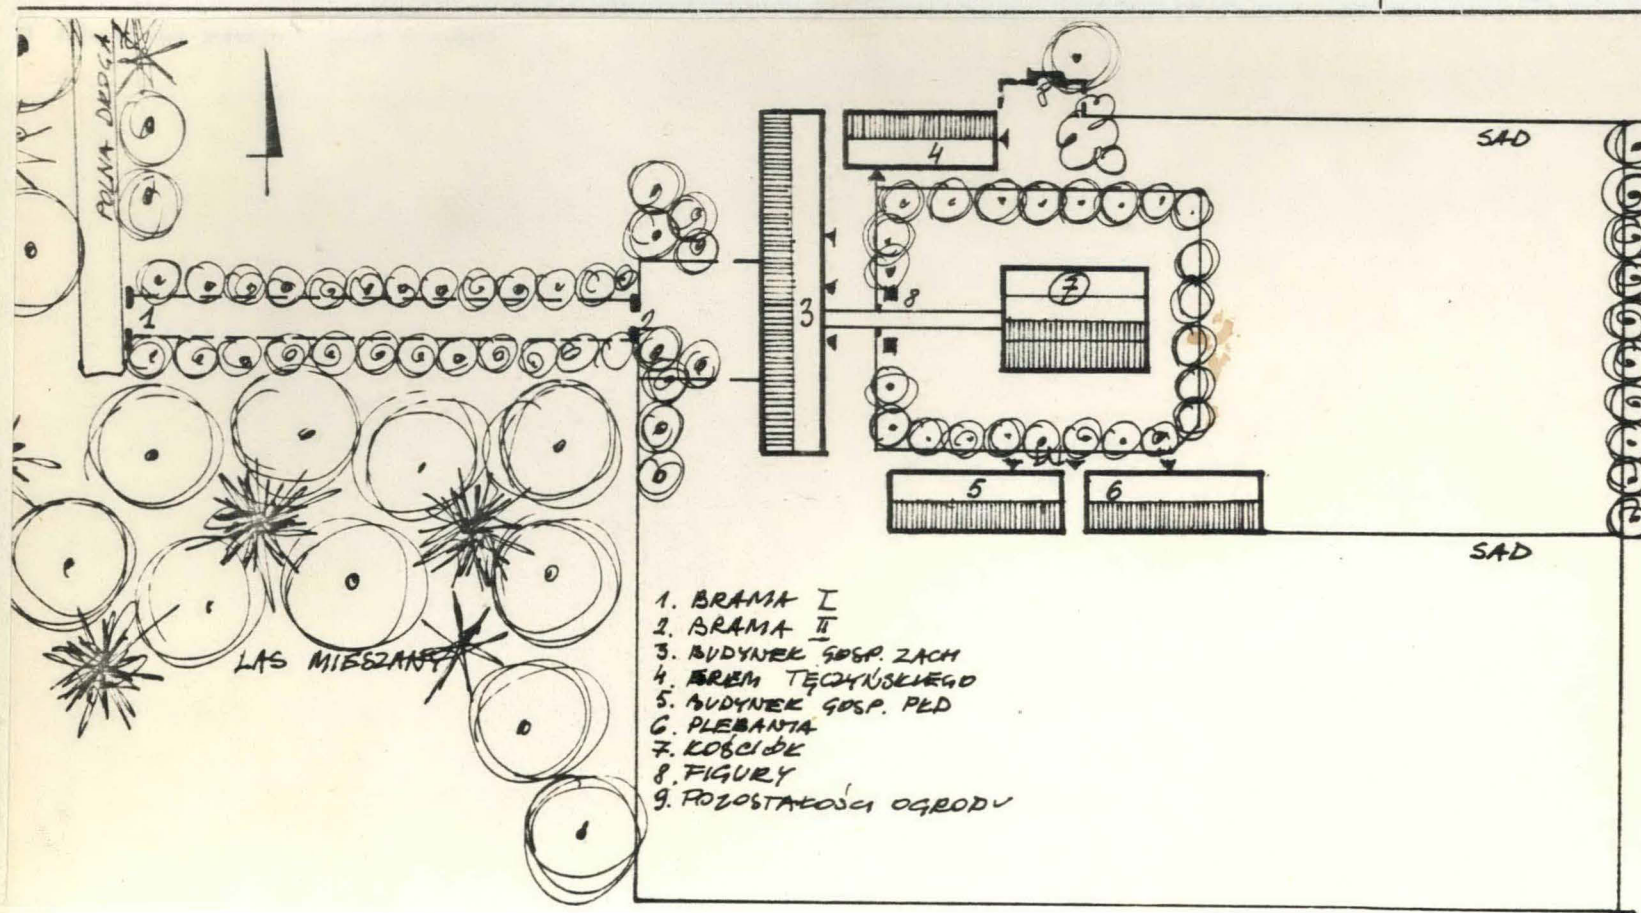 POLNA DROGA
SAD
4
7
8
3
1
2
8
5
6
SAD
LAS MIESZANY
1. BRAMA I
2. BRAMA II
3. BUDYNEK GOSP. ZACH
4. EREM TĘCZYŃSKIEGO
5. BUDYNEK GOSP. PŁD
6. PLEBANIA
7. KOŚCIÓŁ
8. FIGURY
9. POZOSTAŁOŚCI OGRODU